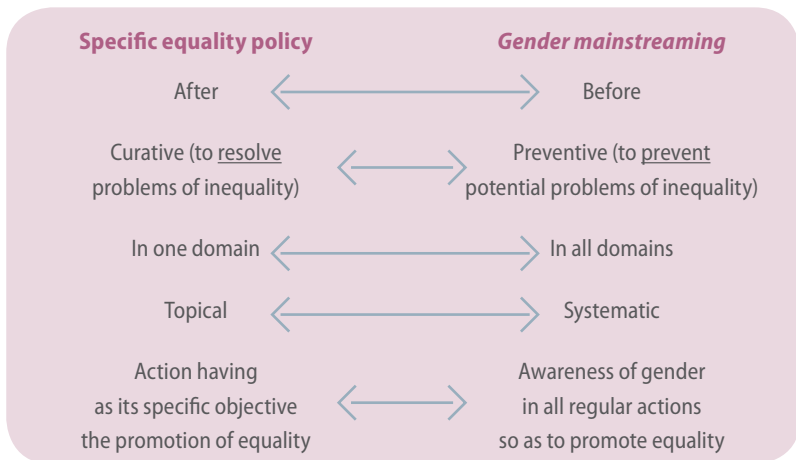 Specific equality policy
Gender mainstreaming
After
Before
Curative (to resolve
problems of inequality)
Preventive (to prevent
potential problems of inequality)
In one domain
In all domains
Topical
Systematic
Action having
as its specific objective
the promotion of equality
Awareness of gender
in all regular actions
so as to promote equality